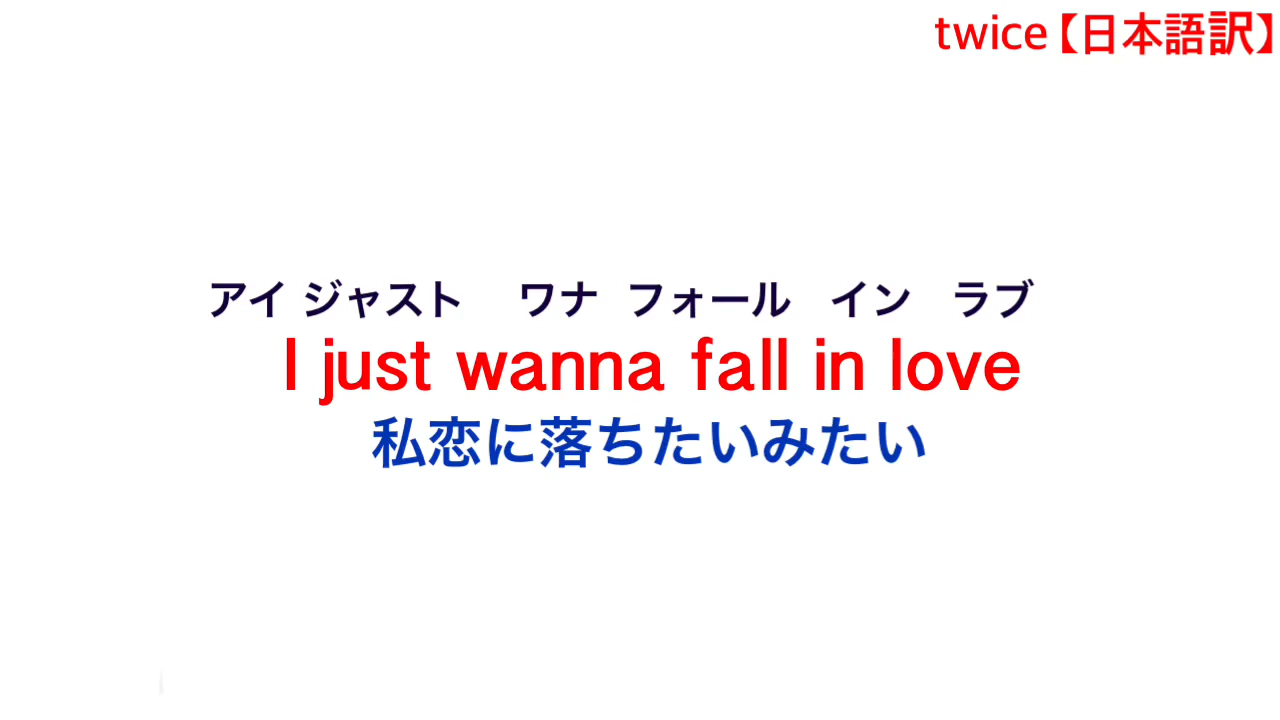 twice【日本語訳】
アイ ジャスト ワナ フォール イン ラブ
I just wanna fall in love
私恋に落ちたいみたい